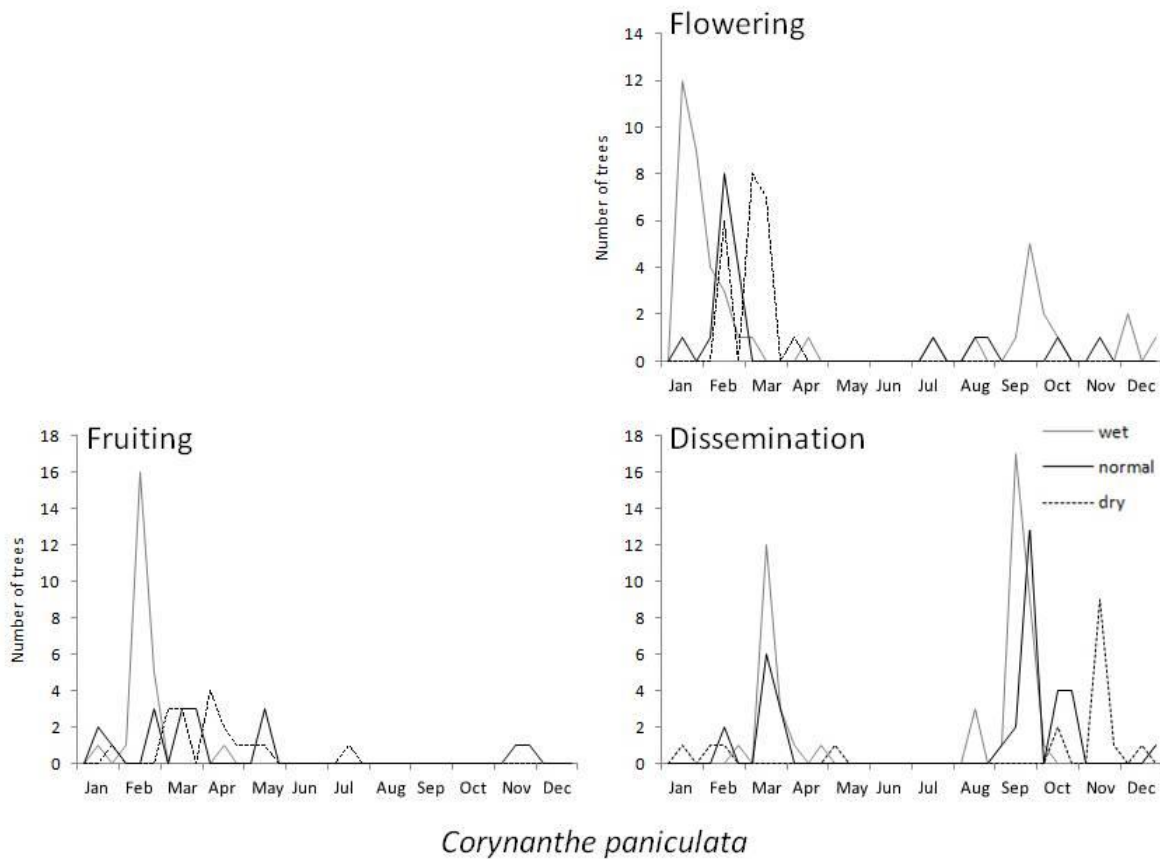 Flowering
14
12
10
8
6
4
2
0
Number of trees
Jan Feb Mar Apr May Jun Jul Aug Sep Oct Nov Dec
Fruiting
18
16
14
12
10
8
6
4
2
0
Number of trees
Jan Feb Mar Apr May Jun Jul Aug Sep Oct Nov Dec
Dissemination
18
16
14
12
10
8
6
4
2
0
wet
normal
dry
Jan Feb Mar Apr May Jun Jul Aug Sep Oct Nov Dec
Corynanthe paniculata